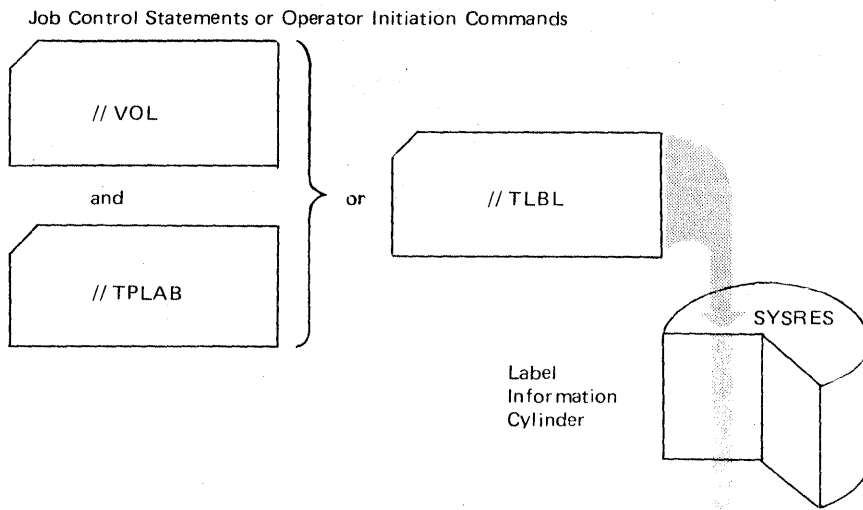 Job Control Statements or Operator Initiation Commands
// VOL
and
// TPLAB
or
// TLBL
SYSRES
Label
Information
Cylinder